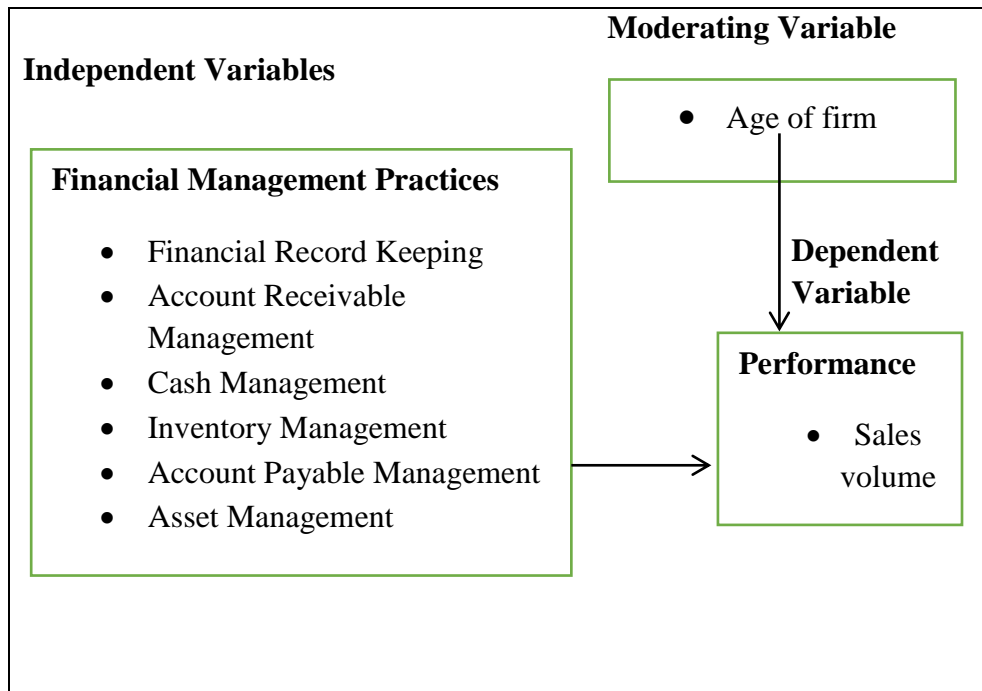 Moderating Variable
Independent Variables
• Age of firm
Financial Management Practices
• Financial Record Keeping
• Account Receivable
Management
• Cash Management
• Inventory Management
• Account Payable Management
• Asset Management
Dependent
Variable
Performance
• Sales
volume